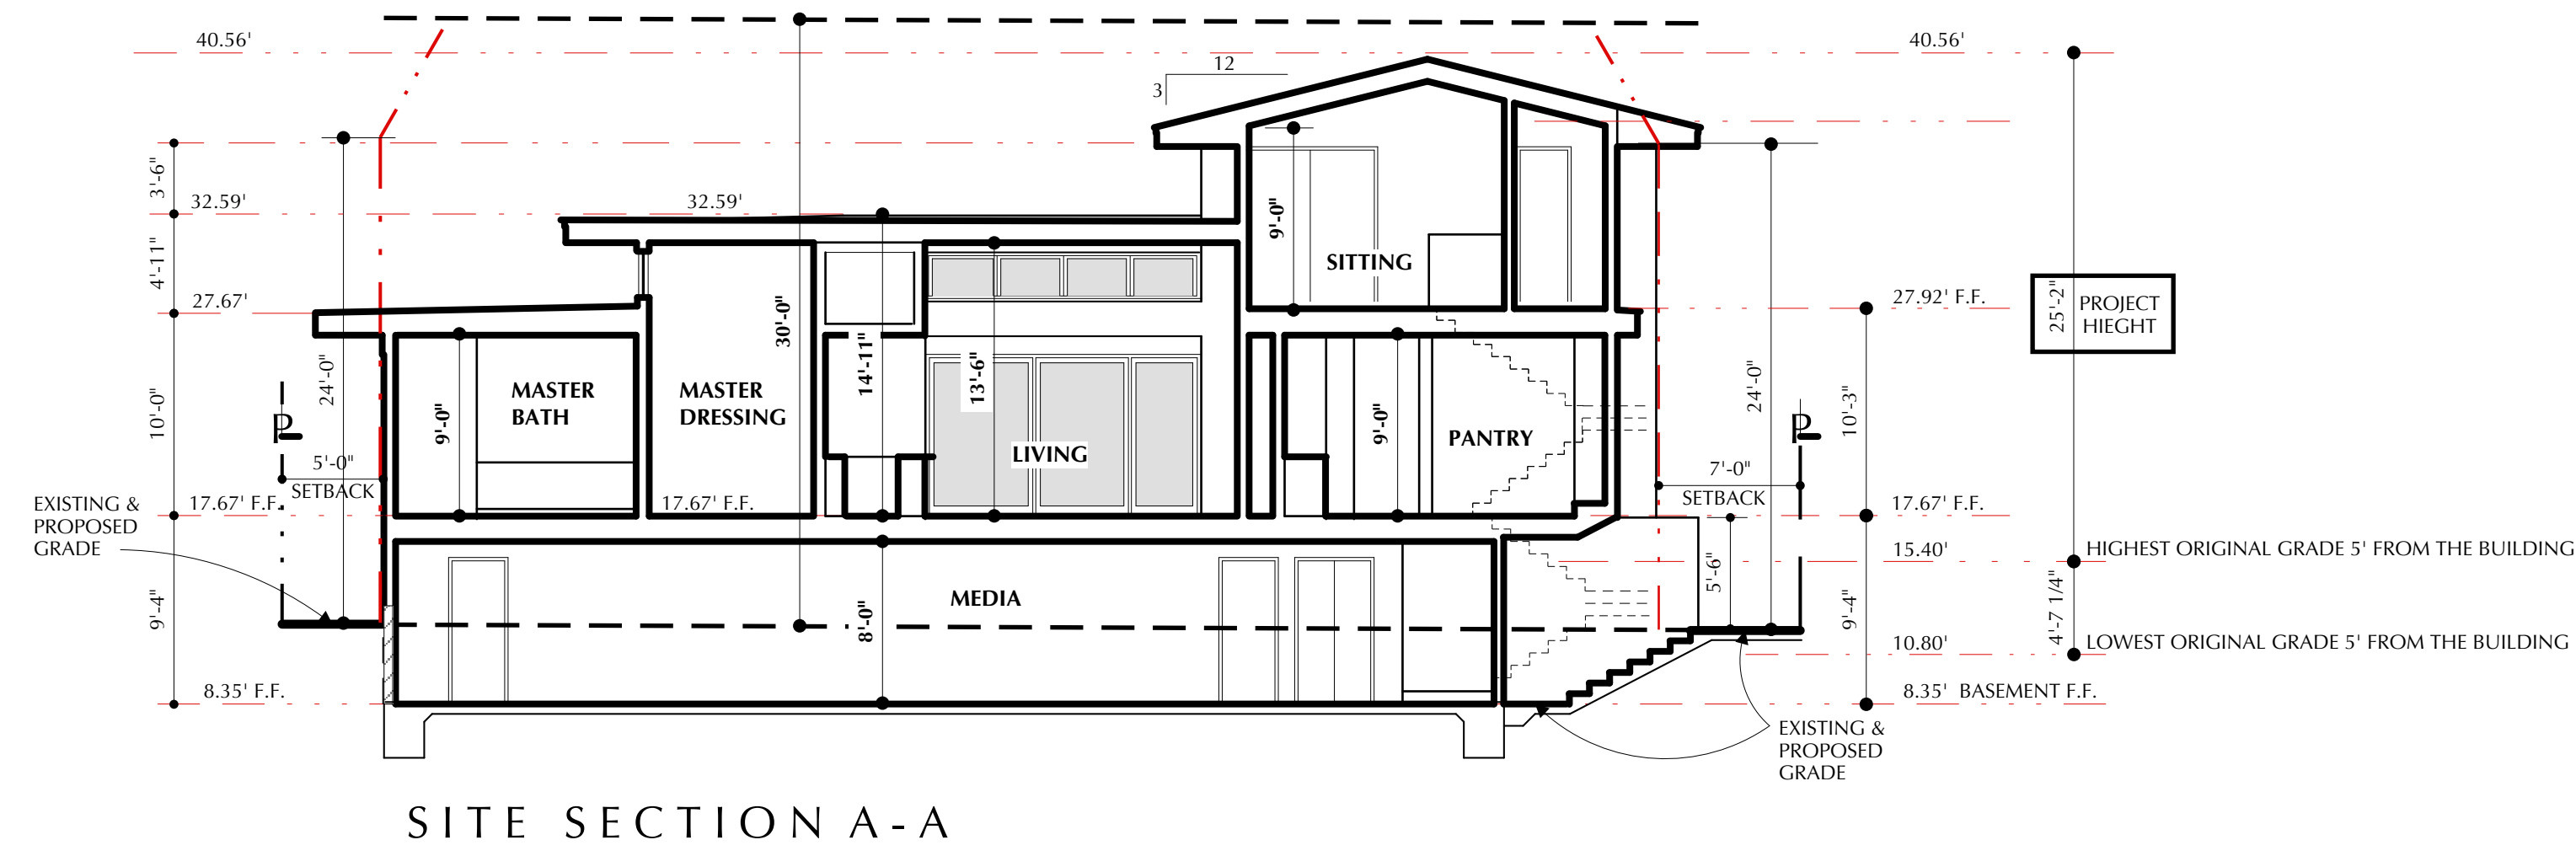 40.56'
40.56'
12
3
3'-6"
32.59'
32.59'
9'-0"
SITTING
4'-11"
27.67'
27.92' F.F.
25'-2"
PROJECT
HIEGHT
30'-0"
14'-11"
13'-6"
24'-0"
24'-0"
10'-0"
9'-0"
MASTER
BATH
MASTER
DRESSING
LIVING
9'-0"
PANTRY
10'-3"
P
P
5'-0"
SETBACK
7'-0"
SETBACK
EXISTING &
PROPOSED
GRADE
17.67' F.F.
17.67' F.F.
17.67' F.F.
15.40'
HIGHEST ORIGINAL GRADE 5' FROM THE BUILDING
5'-6"
9'-4"
MEDIA
8'-0"
9'-4"
4'-7 1/4"
10.80'
LOWEST ORIGINAL GRADE 5' FROM THE BUILDING
8.35' F.F.
8.35' BASEMENT F.F.
EXISTING &
PROPOSED
GRADE
SITE SECTION A-A